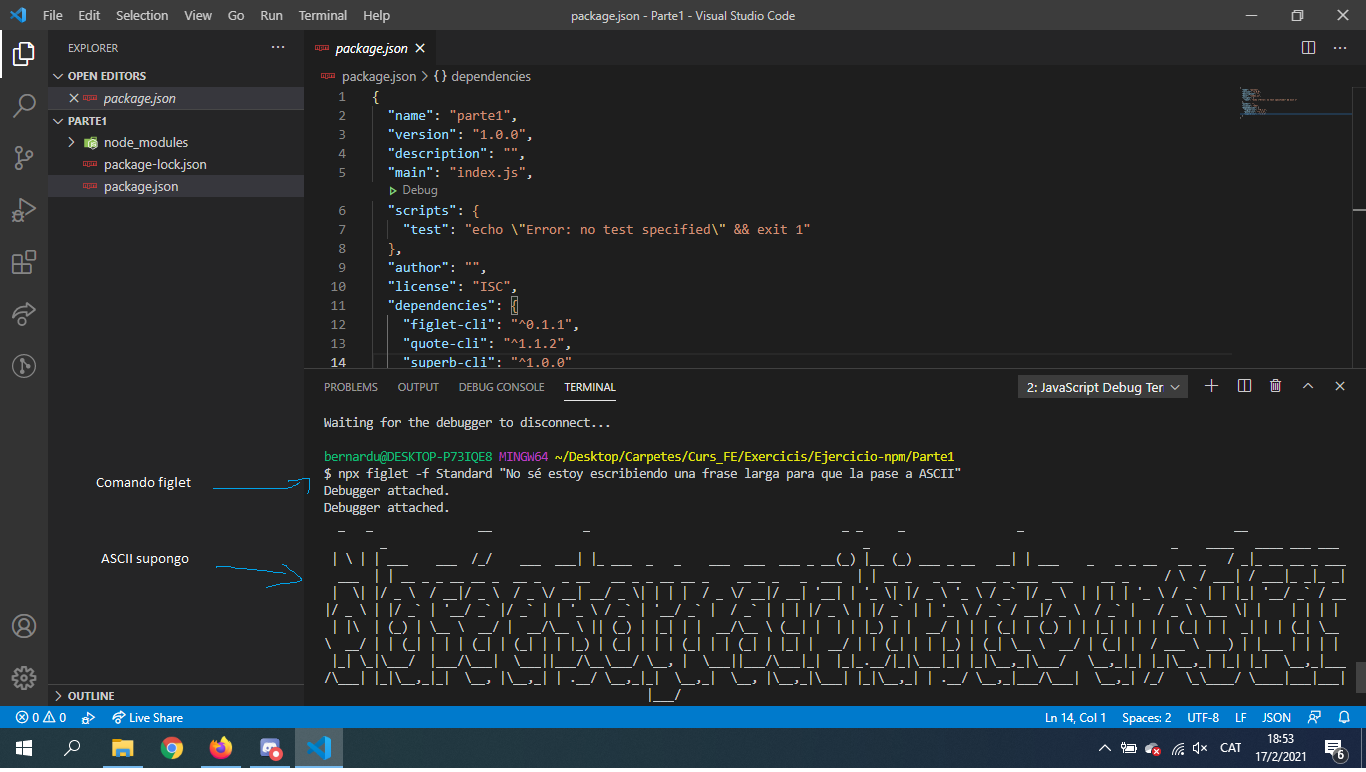 File Edit Selection View Go Run Terminal Help
package.json - Parte1 - Visual Studio Code
EXPLORER
OPEN EDITORS
package.json
PARTE1
node_modules
package-lock.json
package.json
OUTLINE
package.json
package.json > {} dependencies
1 {
2 "name": "parte1",
3 "version": "1.0.0",
4 "description": "",
5 "main": "index.js",
Debug
6 "scripts": {
7 "test": "echo \"Error: no test specified\" && exit 1"
8 },
9 "author": "",
10 "license": "ISC",
11 "dependencies": {
12 "figlet-cli": "^0.1.1",
13 "quote-cli": "^1.1.2",
14 "superb-cli": "^1.0.0"
PROBLEMS OUTPUT DEBUG CONSOLE TERMINAL
2: JavaScript Debug Ter
Waiting for the debugger to disconnect...
bernardu@DESKTOP-P73IQE8 MINGW64 ~/Desktop/Carpetes/Curs_FE/Exercicis/Ejercicio-npm/Parte1
$ npx figlet -f Standard "No sé estoy escribiendo una frase larga para que la pase a ASCII"
Debugger attached.
Debugger attached.
Comando figlet
ASCII supongo
0 0 Live Share
Ln 14, Col 1 Spaces: 2 UTF-8 LF JSON
CAT
18:53
17/2/2021
6